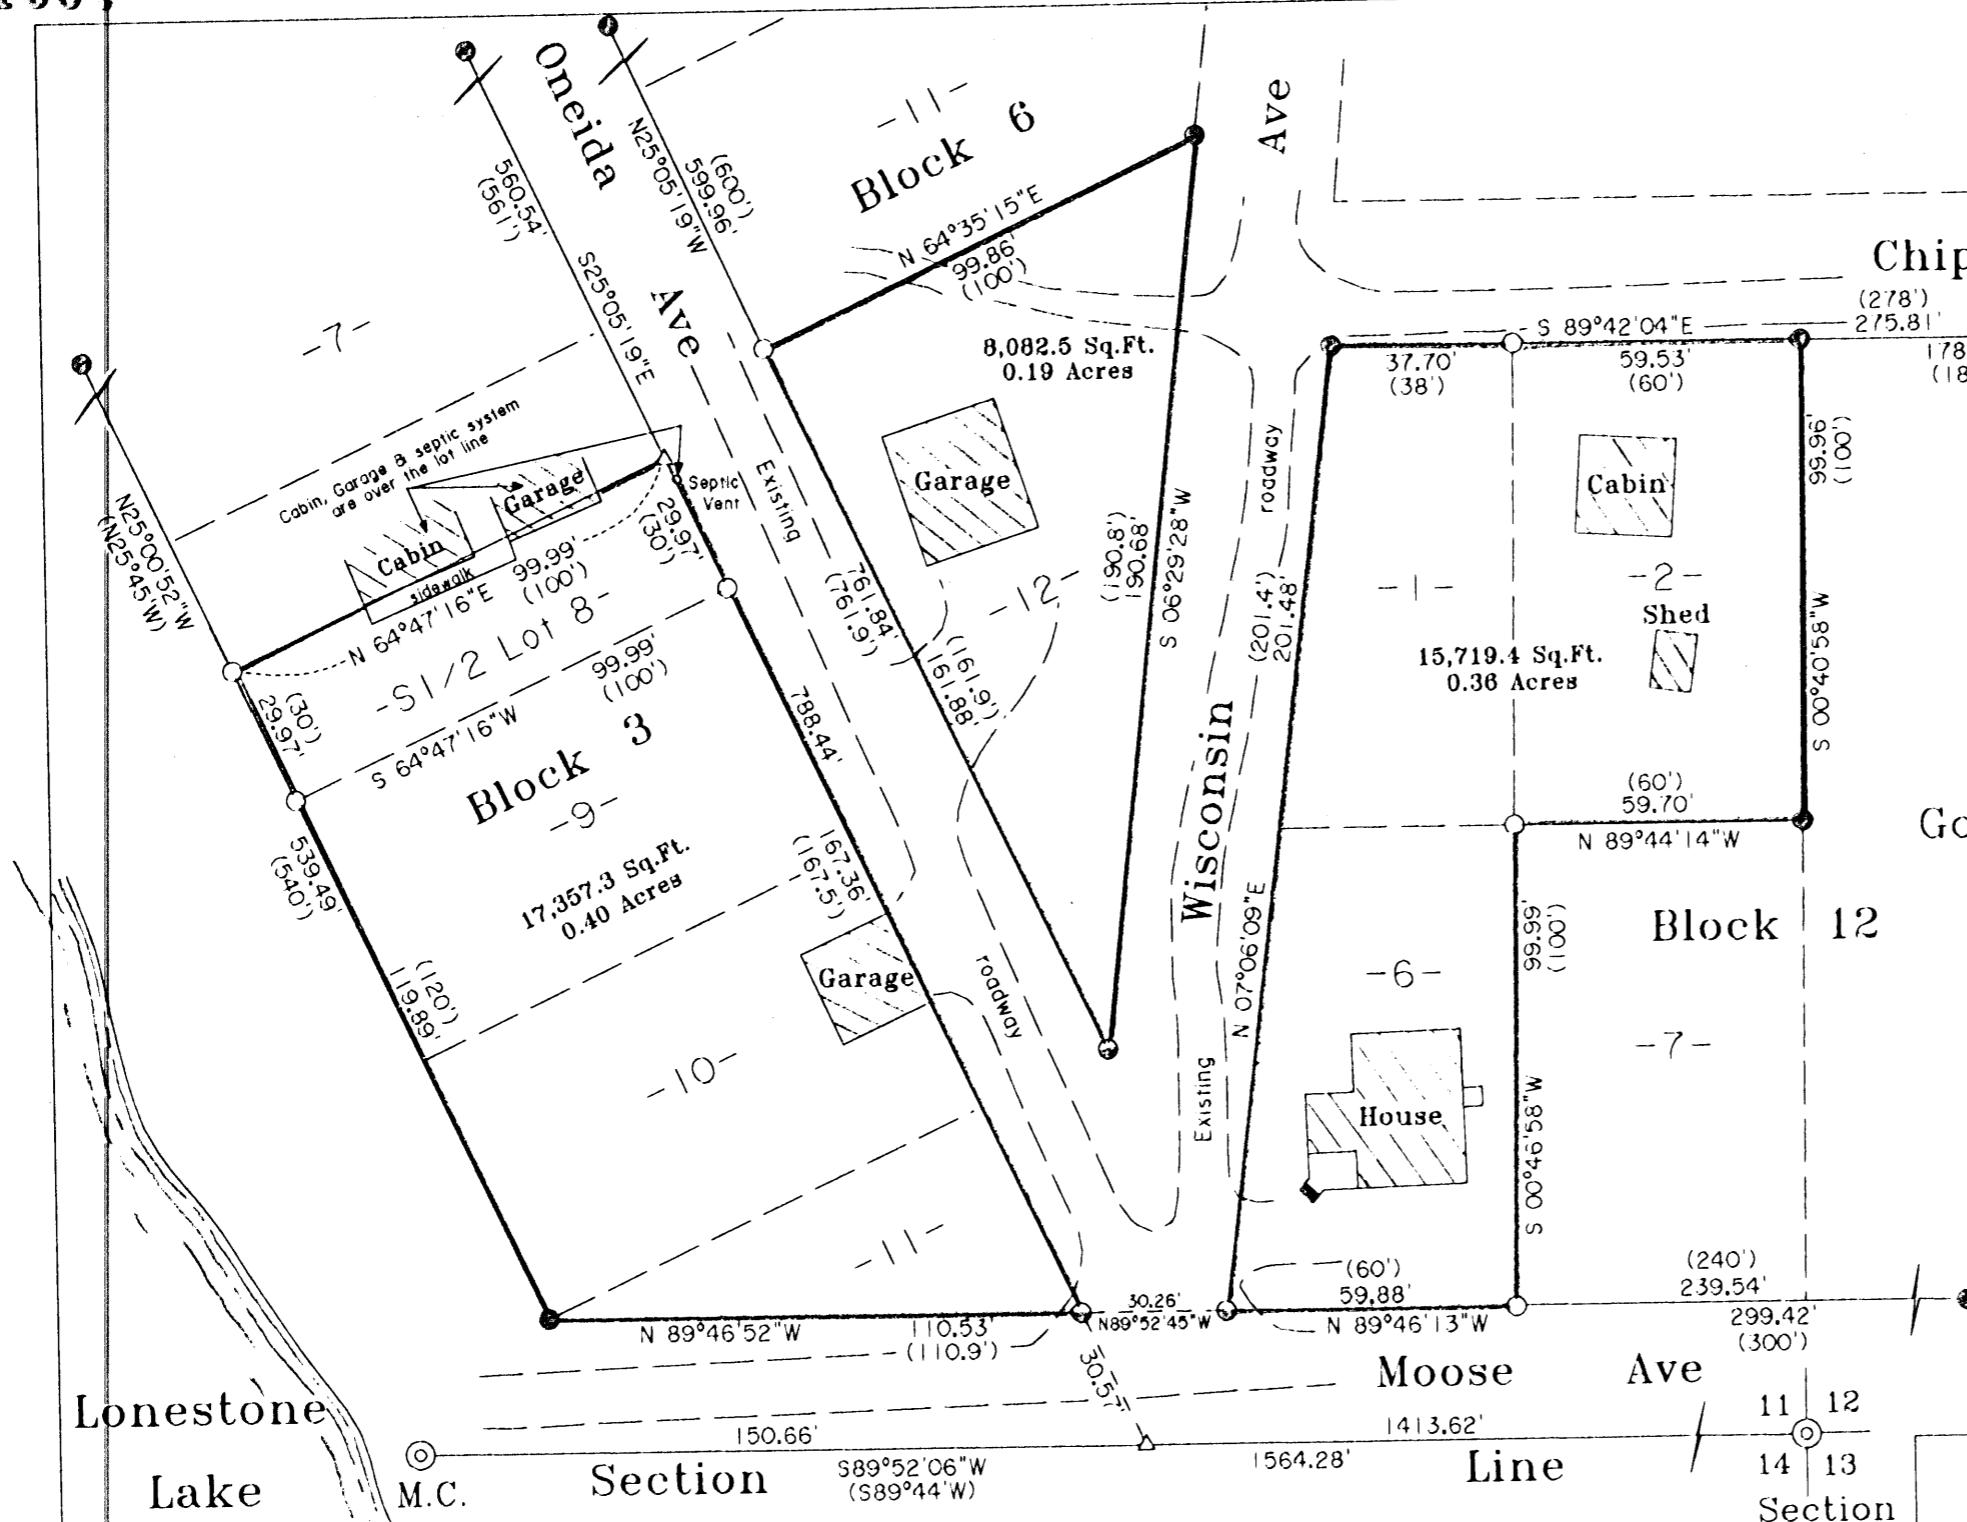 Oneida
Ave
560.54'
(561')
S25°05'19"E
N25°05'19"W
599.96'
(600')
-11-
Block 6
N 64°35'15"E
99.86'
(100')
Ave
Chip
(278')
S 89°42'04"E
275.81'
178
(18
-7-
Cabin, Garage & septic system
are over the lot line
Garage
Cabin
sidewalk
Septic
Vent
N25°00'52"W
(N25°45'W)
N 64°47'16"E
99.99'
(100')
29.97'
(30')
-S1/2 Lot 8-
(30')
29.97'
S 64°47'16"W
99.99'
(100')
Existing
8,082.5 Sq.Ft.
0.19 Acres
Garage
-12-
761.84'
(761.9')
(161.9')
161.88'
(190.8')
190.68'
S 06°29'28"W
roadway
37.70'
(38')
59.53'
(60')
Cabin
99.96'
(100')
-1-
-2-
Shed
15,719.4 Sq.Ft.
0.36 Acres
S 00°40'58"W
(201.4')
201.48'
Block 3
-9-
17,357.3 Sq.Ft.
0.40 Acres
788.44'
167.36'
(167.5')
539.49'
(540')
(120')
119.89'
Garage
roadway
-10-
-11-
Wisconsin
N 07°06'09"E
Existing
(60')
59.70'
N 89°44'14"W
Go
Block 12
99.99'
(100')
-6-
-7-
House
S 00°46'58"W
N 89°46'52"W
110.53'
(110.9')
30.26'
N89°52'45"W
(60')
59.88'
N 89°46'13"W
(240')
239.54'
299.42'
(300')
30.57'
Moose Ave
Lonestone
Lake
M.C.
150.66'
1413.62'
Section Line
S89°52'06"W
(S89°44'W)
1564.28'
11 12
14 13
Section